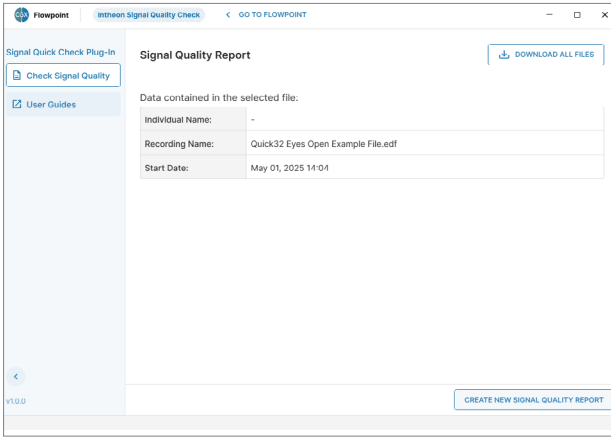 CGX Flowpoint Intheon Signal Quality Check < GO TO FLOWPOINT
Signal Quick Check Plug-In
Check Signal Quality
User Guides
Signal Quality Report
DOWNLOAD ALL FILES
Data contained in the selected file:
Individual Name: -
Recording Name: Quick32 Eyes Open Example File.edf
Start Date: May 01, 2025 14:04
v1.0.0
CREATE NEW SIGNAL QUALITY REPORT